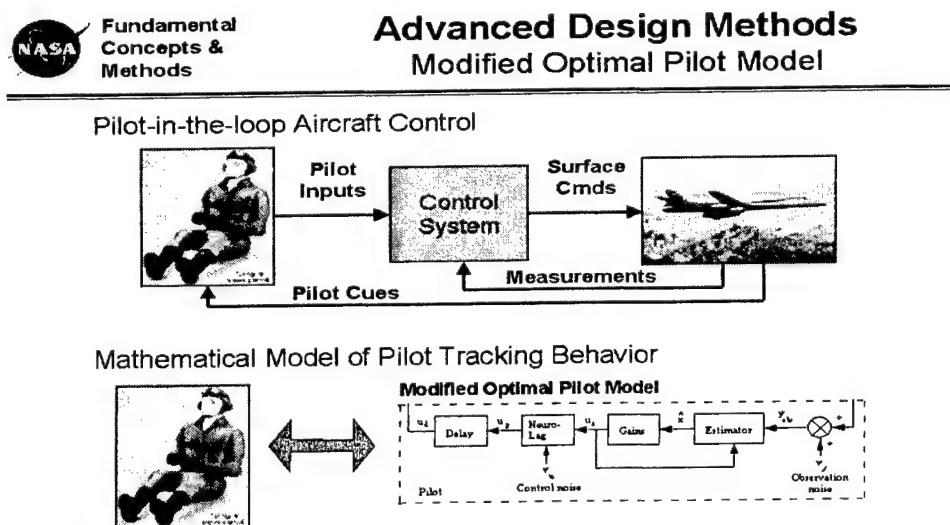 NASA
Fundamental
Concepts &
Methods
Advanced Design Methods
Modified Optimal Pilot Model
Pilot-in-the-loop Aircraft Control
Pilot
Inputs
Control
System
Surface
Cmds
Measurements
Pilot Cues
Mathematical Model of Pilot Tracking Behavior
Modified Optimal Pilot Model
Delay
Neuro-
Lag
Gains
Estimator
Control noise
Observation
noise
Pilot